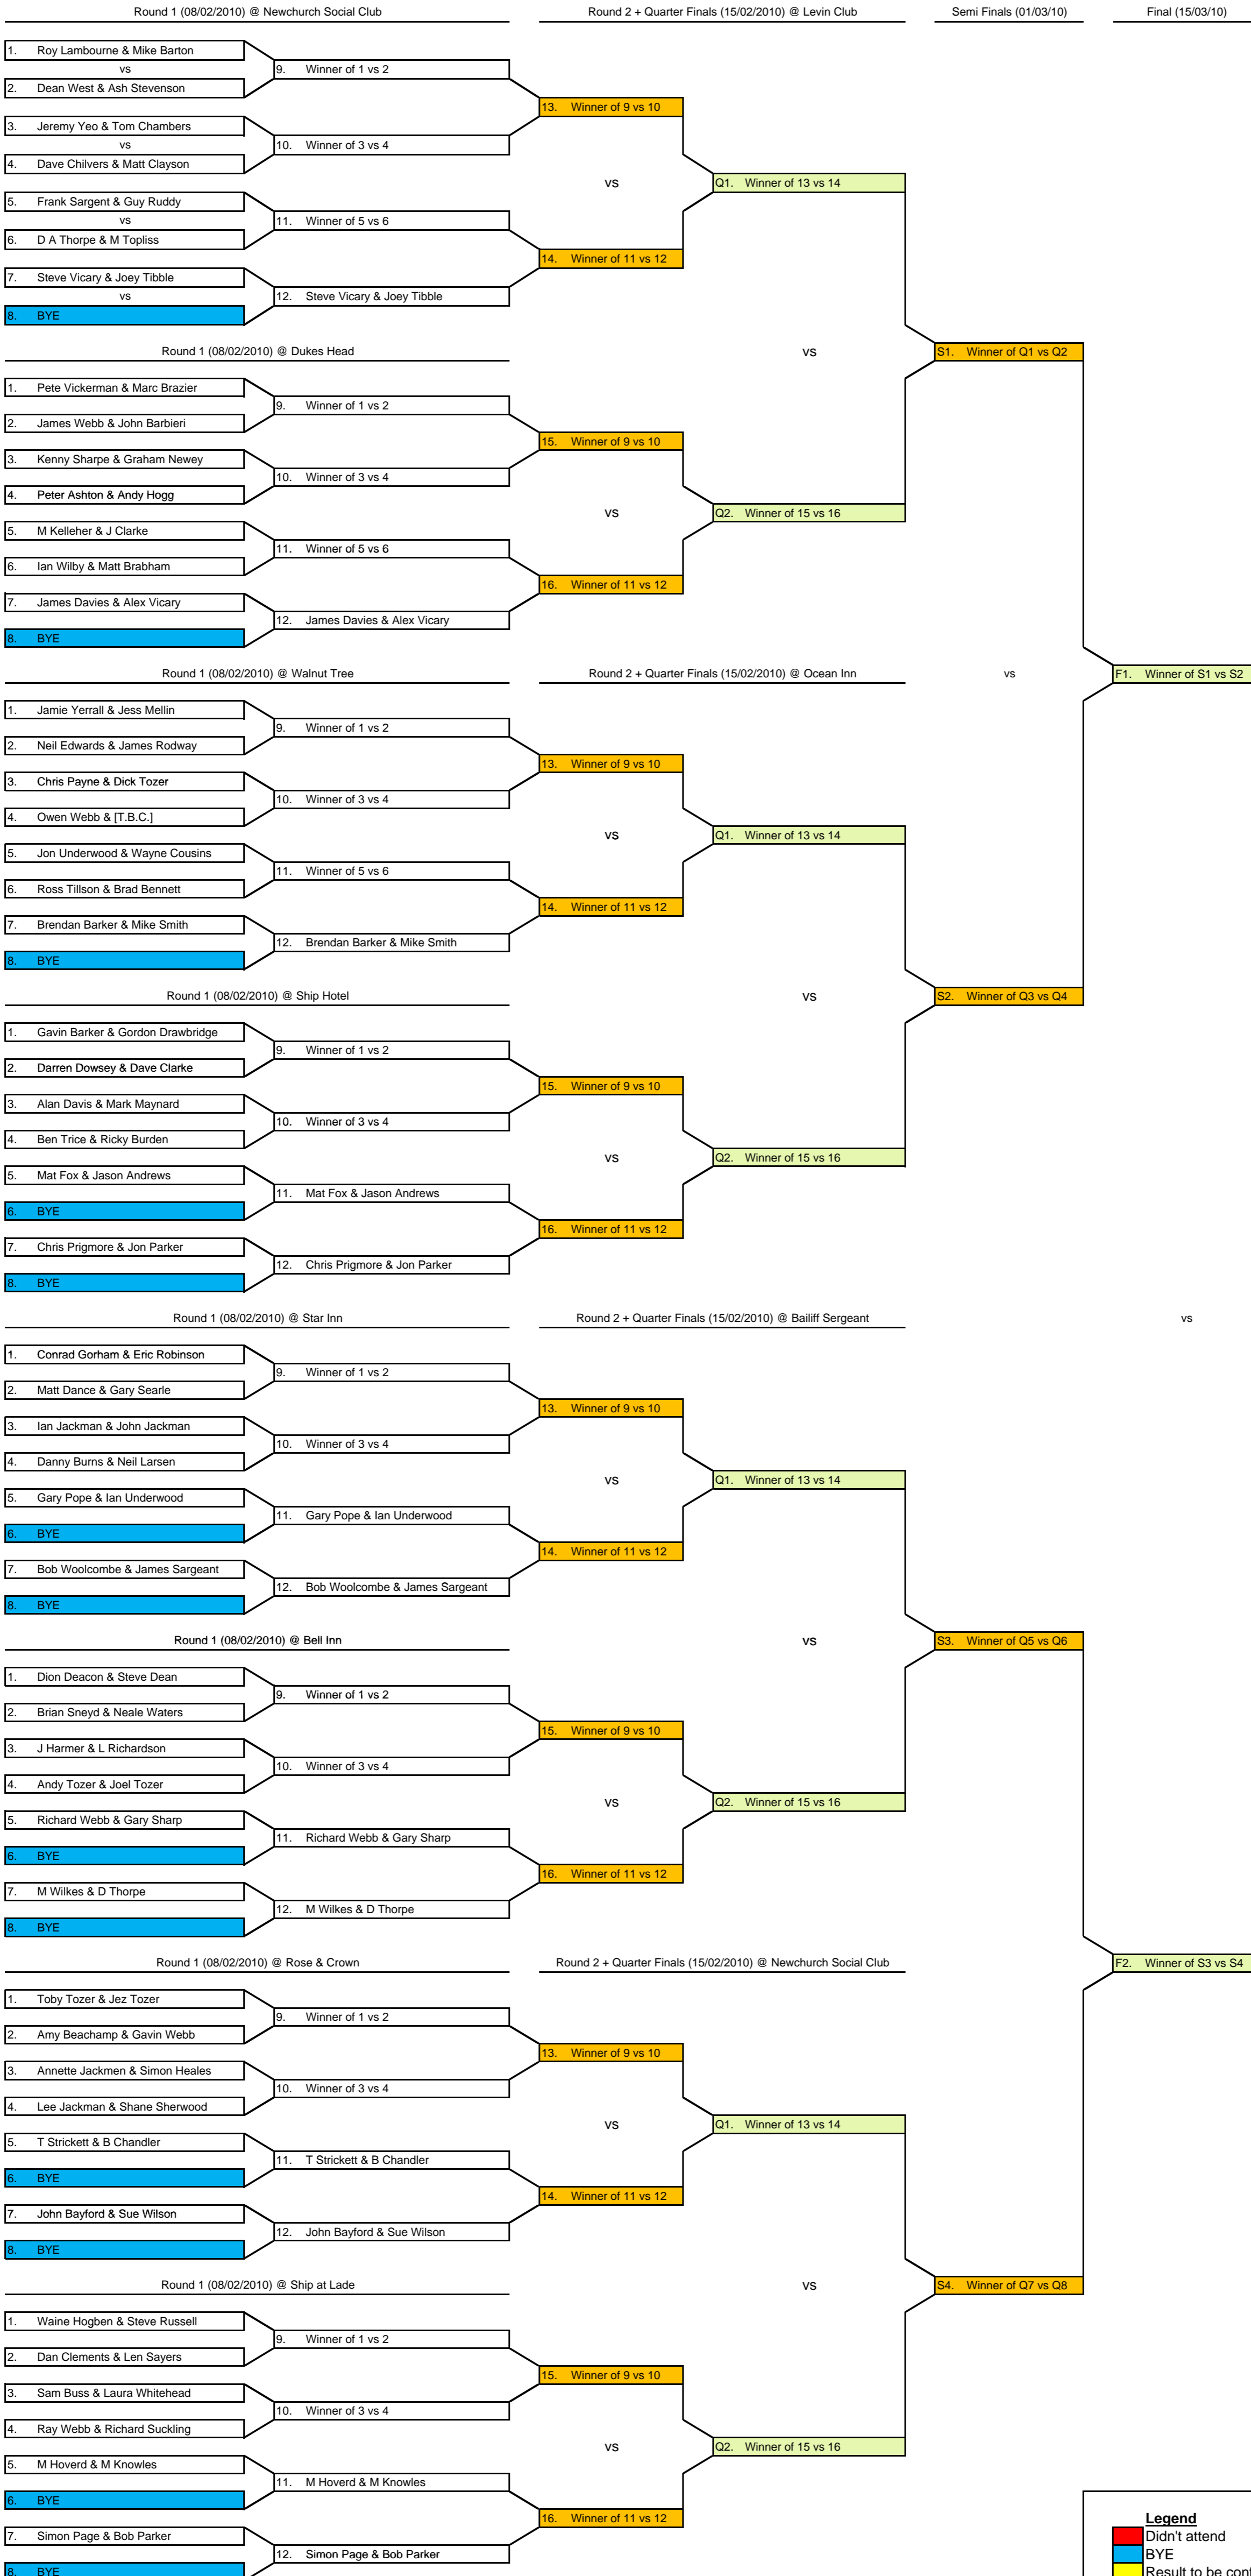 Round 1 (08/02/2010) @ Newchurch Social Club
Round 2 + Quarter Finals (15/02/2010) @ Levin Club
Semi Finals (01/03/10)
Final (15/03/10)
1. Roy Lambourne & Mike Barton
vs
9. Winner of 1 vs 2
2. Dean West & Ash Stevenson
13. Winner of 9 vs 10
3. Jeremy Yeo & Tom Chambers
vs
10. Winner of 3 vs 4
4. Dave Chilvers & Matt Clayson
vs
Q1. Winner of 13 vs 14
5. Frank Sargent & Guy Ruddy
vs
11. Winner of 5 vs 6
6. D A Thorpe & M Topliss
14. Winner of 11 vs 12
7. Steve Vicary & Joey Tibble
vs
12. Steve Vicary & Joey Tibble
8. BYE
Round 1 (08/02/2010) @ Dukes Head
vs
S1. Winner of Q1 vs Q2
1. Pete Vickerman & Marc Brazier
9. Winner of 1 vs 2
2. James Webb & John Barbieri
15. Winner of 9 vs 10
3. Kenny Sharpe & Graham Newey
10. Winner of 3 vs 4
4. Peter Ashton & Andy Hogg
vs
Q2. Winner of 15 vs 16
5. M Kelleher & J Clarke
11. Winner of 5 vs 6
6. Ian Wilby & Matt Brabham
16. Winner of 11 vs 12
7. James Davies & Alex Vicary
12. James Davies & Alex Vicary
8. BYE
Round 1 (08/02/2010) @ Walnut Tree
Round 2 + Quarter Finals (15/02/2010) @ Ocean Inn
vs
F1. Winner of S1 vs S2
1. Jamie Yerrall & Jess Mellin
9. Winner of 1 vs 2
2. Neil Edwards & James Rodway
13. Winner of 9 vs 10
3. Chris Payne & Dick Tozer
10. Winner of 3 vs 4
4. Owen Webb & [T.B.C.]
vs
Q1. Winner of 13 vs 14
5. Jon Underwood & Wayne Cousins
11. Winner of 5 vs 6
6. Ross Tillson & Brad Bennett
14. Winner of 11 vs 12
7. Brendan Barker & Mike Smith
12. Brendan Barker & Mike Smith
8. BYE
Round 1 (08/02/2010) @ Ship Hotel
vs
S2. Winner of Q3 vs Q4
1. Gavin Barker & Gordon Drawbridge
9. Winner of 1 vs 2
2. Darren Dowsey & Dave Clarke
15. Winner of 9 vs 10
3. Alan Davis & Mark Maynard
10. Winner of 3 vs 4
4. Ben Trice & Ricky Burden
vs
Q2. Winner of 15 vs 16
5. Mat Fox & Jason Andrews
11. Mat Fox & Jason Andrews
6. BYE
16. Winner of 11 vs 12
7. Chris Prigmore & Jon Parker
12. Chris Prigmore & Jon Parker
8. BYE
Round 1 (08/02/2010) @ Star Inn
Round 2 + Quarter Finals (15/02/2010) @ Bailiff Sergeant
vs
1. Conrad Gorham & Eric Robinson
9. Winner of 1 vs 2
2. Matt Dance & Gary Searle
13. Winner of 9 vs 10
3. Ian Jackman & John Jackman
10. Winner of 3 vs 4
4. Danny Burns & Neil Larsen
vs
Q1. Winner of 13 vs 14
5. Gary Pope & Ian Underwood
11. Gary Pope & Ian Underwood
6. BYE
14. Winner of 11 vs 12
7. Bob Woolcombe & James Sargeant
12. Bob Woolcombe & James Sargeant
8. BYE
Round 1 (08/02/2010) @ Bell Inn
vs
S3. Winner of Q5 vs Q6
1. Dion Deacon & Steve Dean
9. Winner of 1 vs 2
2. Brian Sneyd & Neale Waters
15. Winner of 9 vs 10
3. J Harmer & L Richardson
10. Winner of 3 vs 4
4. Andy Tozer & Joel Tozer
vs
Q2. Winner of 15 vs 16
5. Richard Webb & Gary Sharp
11. Richard Webb & Gary Sharp
6. BYE
16. Winner of 11 vs 12
7. M Wilkes & D Thorpe
12. M Wilkes & D Thorpe
8. BYE
Round 1 (08/02/2010) @ Rose & Crown
Round 2 + Quarter Finals (15/02/2010) @ Newchurch Social Club
F2. Winner of S3 vs S4
1. Toby Tozer & Jez Tozer
9. Winner of 1 vs 2
2. Amy Beachamp & Gavin Webb
13. Winner of 9 vs 10
3. Annette Jackmen & Simon Heales
10. Winner of 3 vs 4
4. Lee Jackman & Shane Sherwood
vs
Q1. Winner of 13 vs 14
5. T Strickett & B Chandler
11. T Strickett & B Chandler
6. BYE
14. Winner of 11 vs 12
7. John Bayford & Sue Wilson
12. John Bayford & Sue Wilson
8. BYE
Round 1 (08/02/2010) @ Ship at Lade
vs
S4. Winner of Q7 vs Q8
1. Waine Hogben & Steve Russell
9. Winner of 1 vs 2
2. Dan Clements & Len Sayers
15. Winner of 9 vs 10
3. Sam Buss & Laura Whitehead
10. Winner of 3 vs 4
4. Ray Webb & Richard Suckling
vs
Q2. Winner of 15 vs 16
5. M Hoverd & M Knowles
11. M Hoverd & M Knowles
6. BYE
16. Winner of 11 vs 12
7. Simon Page & Bob Parker
12. Simon Page & Bob Parker
8. BYE
Legend
Didn't attend
BYE
Result to be